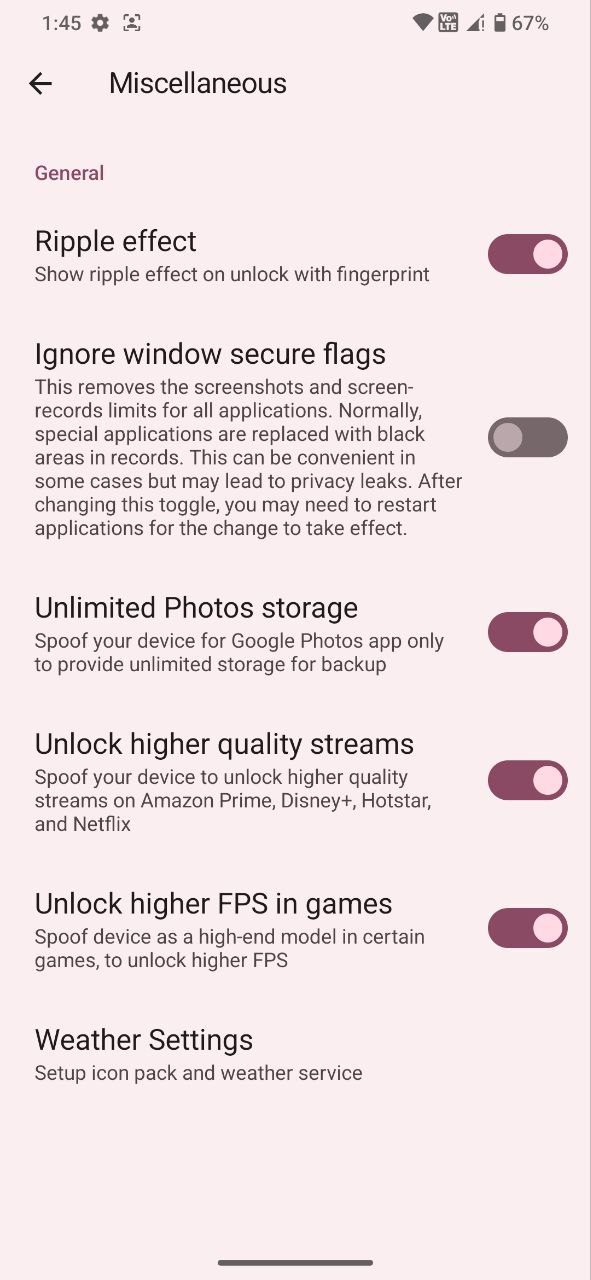 1:45 VoLTE 67%
Miscellaneous
General
Ripple effect
Show ripple effect on unlock with fingerprint
Ignore window secure flags
This removes the screenshots and screen-
records limits for all applications. Normally,
special applications are replaced with black
areas in records. This can be convenient in
some cases but may lead to privacy leaks. After
changing this toggle, you may need to restart
applications for the change to take effect.
Unlimited Photos storage
Spoof your device for Google Photos app only
to provide unlimited storage for backup
Unlock higher quality streams
Spoof your device to unlock higher quality
streams on Amazon Prime, Disney+, Hotstar,
and Netflix
Unlock higher FPS in games
Spoof device as a high-end model in certain
games, to unlock higher FPS
Weather Settings
Setup icon pack and weather service